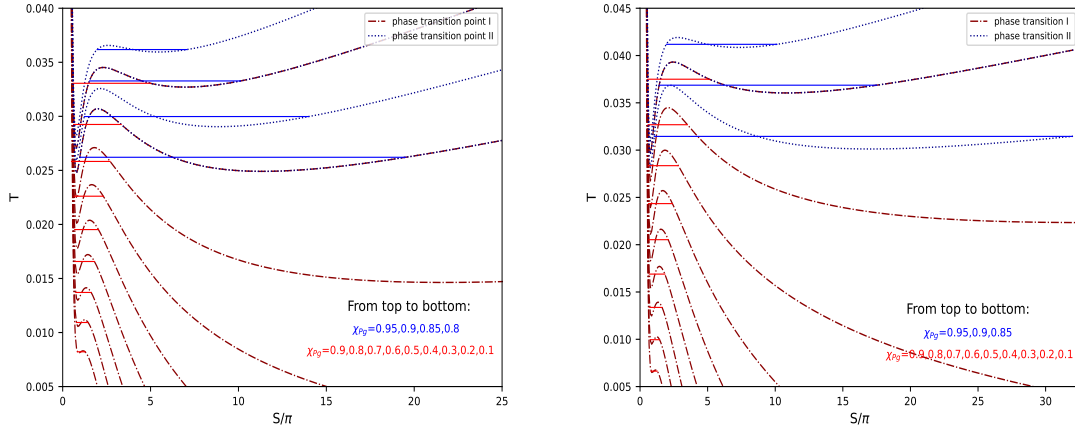 0.040
0.035
0.030
0.025
0.020
0.015
0.010
0.005
T
0 5 10 15 20 25
S/π
phase transition point I
phase transition point II
From top to bottom:
χPg=0.95,0.9,0.85,0.8
χPg=0.9,0.8,0.7,0.6,0.5,0.4,0.3,0.2,0.1
0.045
0.040
0.035
0.030
0.025
0.020
0.015
0.010
0.005
T
0 5 10 15 20 25 30
S/π
phase transition I
phase transition II
From top to bottom:
χPg=0.95,0.9,0.85
χPg=0.9,0.8,0.7,0.6,0.5,0.4,0.3,0.2,0.1